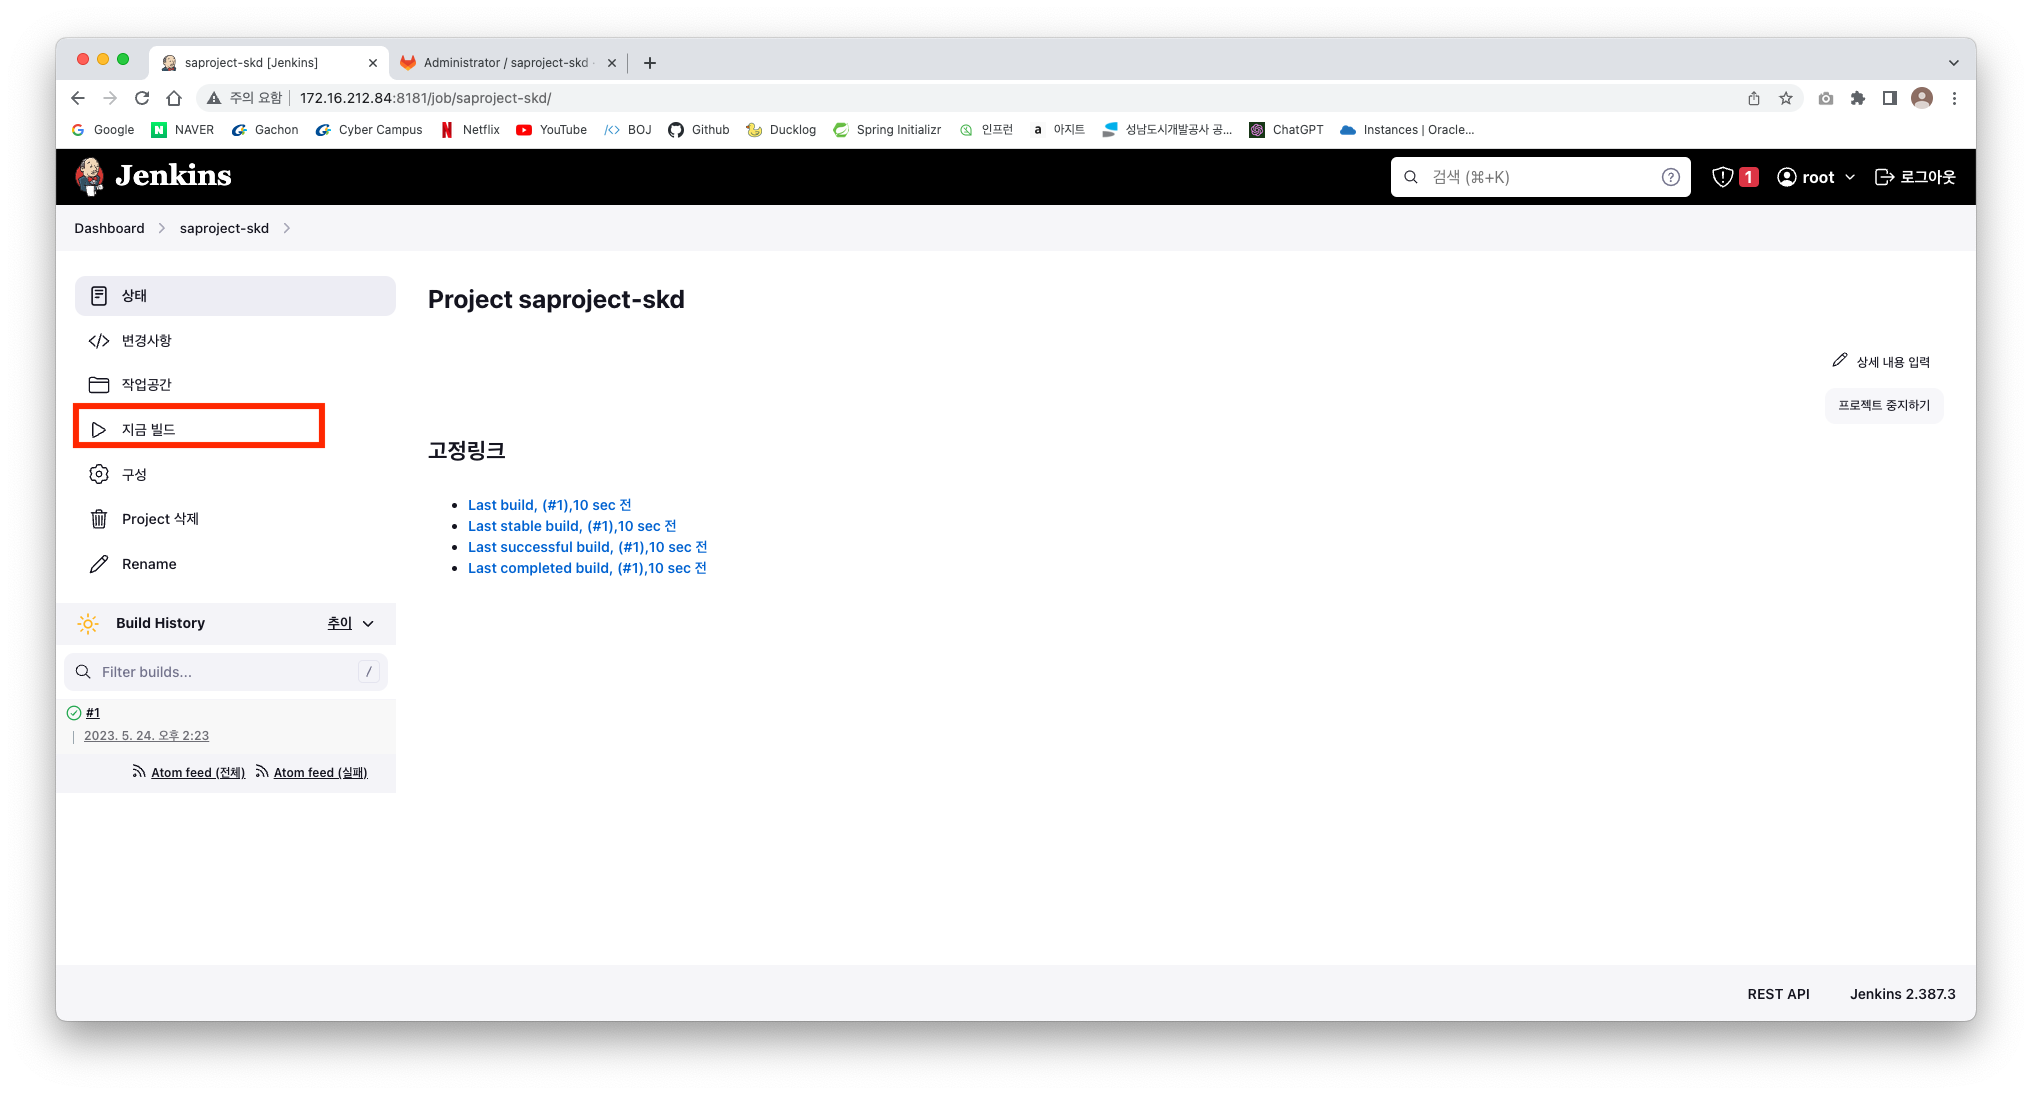 saproject-skd [Jenkins]
Administrator / saproject-skd ·
주의 요함
172.16.212.84:8181/job/saproject-skd/
Google NAVER Gachon Cyber Campus Netflix YouTube BOJ Github Ducklog Spring Initializr 인프런 아지트 성남도시개발공사 공... ChatGPT Instances | Oracle...
Jenkins
검색 (⌘+K)
1
root
로그아웃
Dashboard
saproject-skd
상태
변경사항
작업공간
지금 빌드
구성
Project 삭제
Rename
Build History
추이
Filter builds...
/
#1
2023. 5. 24. 오후 2:23
Atom feed (전체)
Atom feed (실패)
Project saproject-skd
상세 내용 입력
프로젝트 중지하기
고정링크
Last build, (#1),10 sec 전
Last stable build, (#1),10 sec 전
Last successful build, (#1),10 sec 전
Last completed build, (#1),10 sec 전
REST API
Jenkins 2.387.3